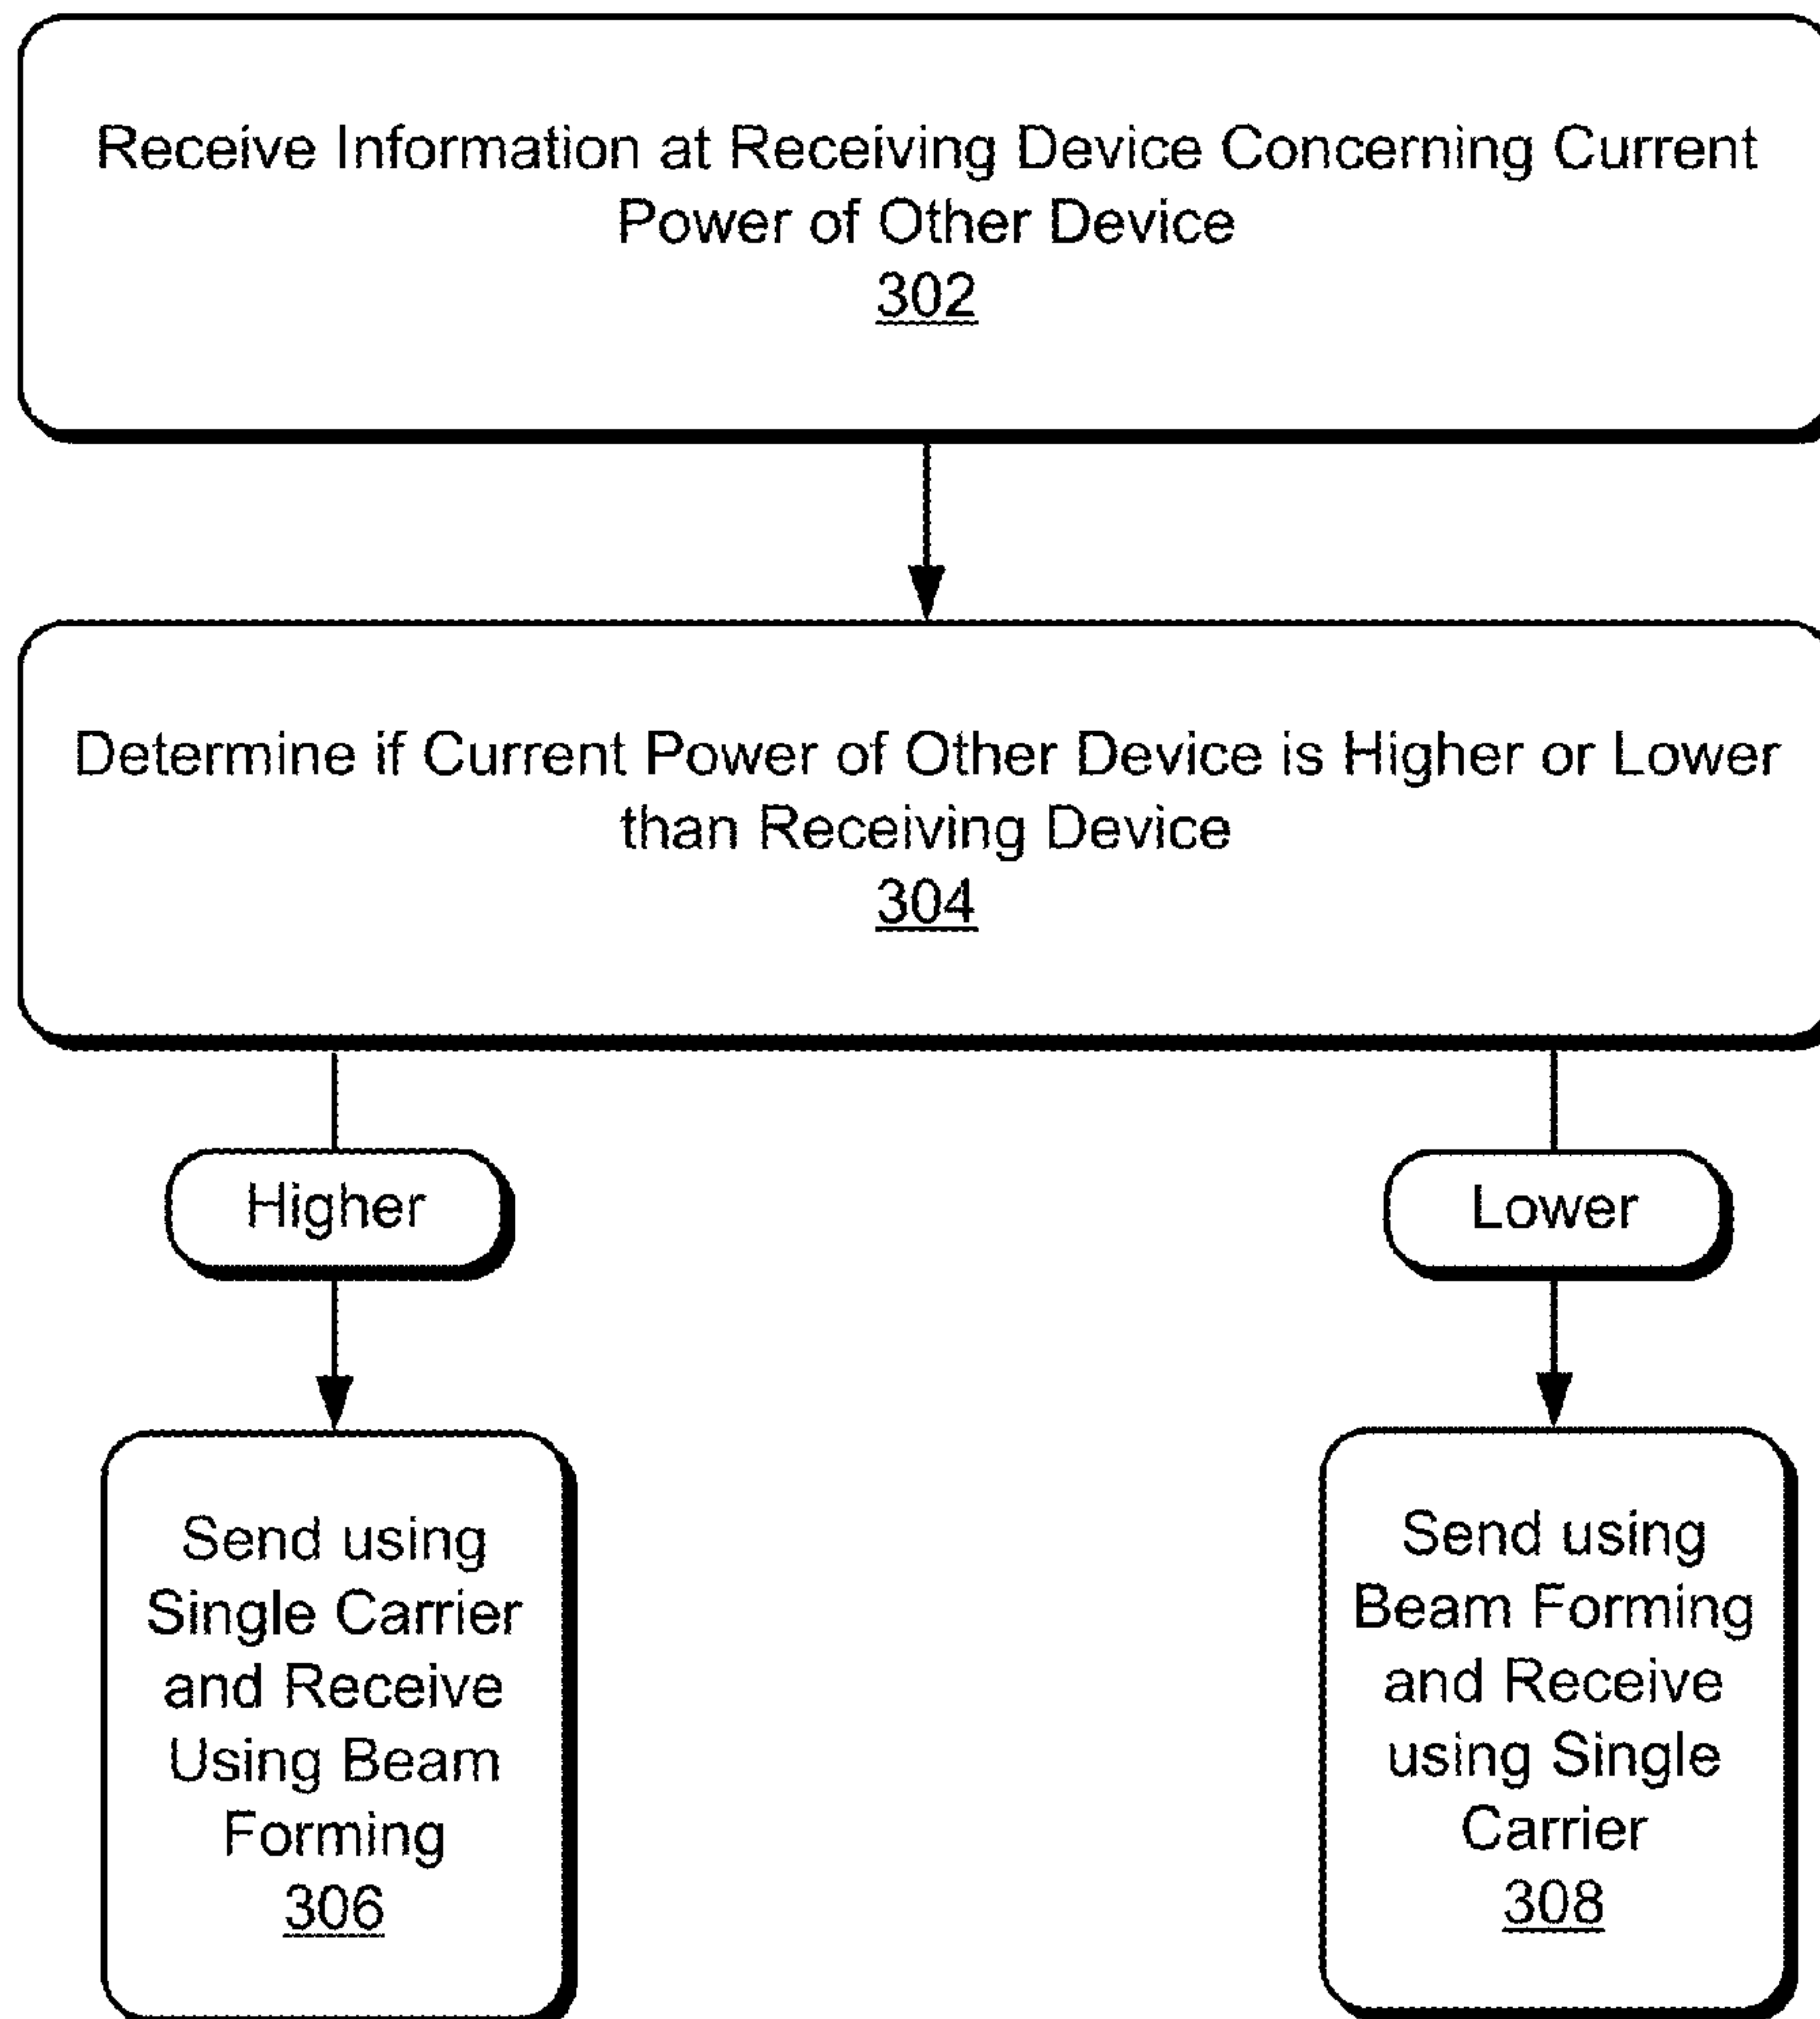 Receive Information at Receiving Device Concerning Current
Power of Other Device
302
Determine if Current Power of Other Device is Higher or Lower
than Receiving Device
304
Higher
Lower
Send using
Single Carrier
and Receive
Using Beam
Forming
306
Send using
Beam Forming
and Receive
using Single
Carrier
308